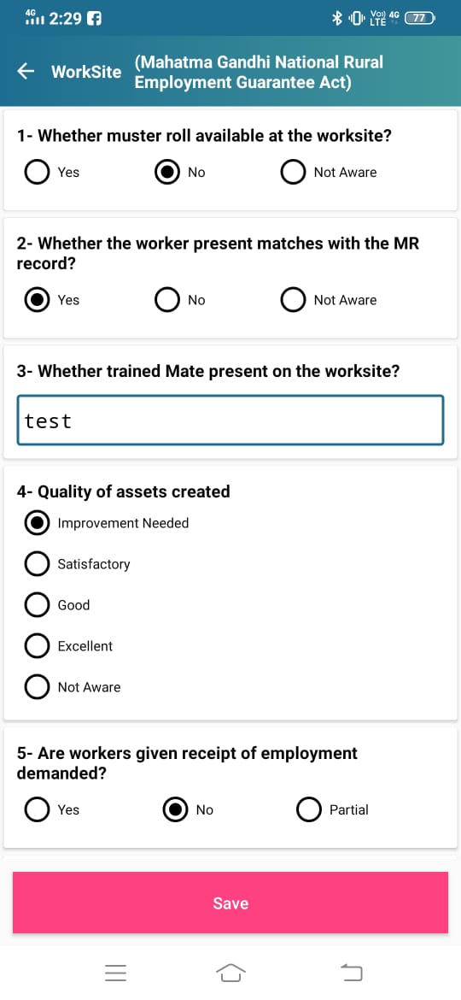 4G 2:29 77
Vo) LTE 4G
WorkSite (Mahatma Gandhi National Rural
Employment Guarantee Act)
1- Whether muster roll available at the worksite?
Yes No Not Aware
2- Whether the worker present matches with the MR
record?
Yes No Not Aware
3- Whether trained Mate present on the worksite?
test
4- Quality of assets created
Improvement Needed
Satisfactory
Good
Excellent
Not Aware
5- Are workers given receipt of employment
demanded?
Yes No Partial
Save